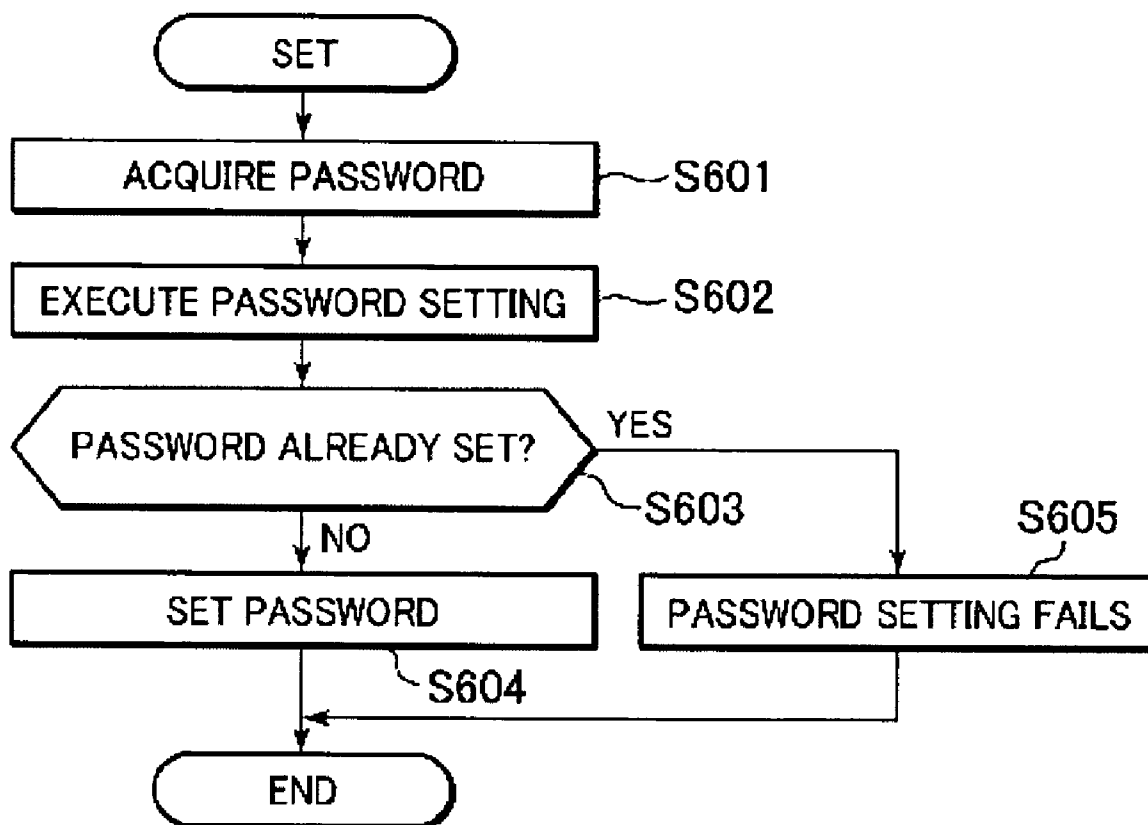 SET
ACQUIRE PASSWORD
S601
EXECUTE PASSWORD SETTING
S602
PASSWORD ALREADY SET?
YES
S603
NO
S605
SET PASSWORD
PASSWORD SETTING FAILS
S604
END